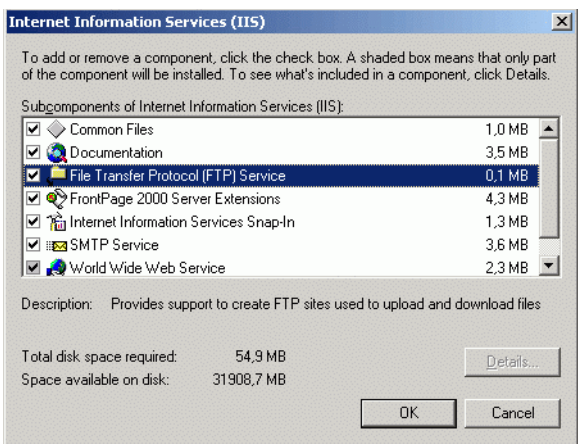 Internet Information Services (IIS)
To add or remove a component, click the check box. A shaded box means that only part
of the component will be installed. To see what's included in a component, click Details.
Subcomponents of Internet Information Services (IIS):
Common Files 1,0 MB
Documentation 3,5 MB
File Transfer Protocol (FTP) Service 0,1 MB
FrontPage 2000 Server Extensions 4,3 MB
Internet Information Services Snap-In 1,3 MB
SMTP Service 3,6 MB
World Wide Web Service 2,3 MB
Description: Provides support to create FTP sites used to upload and download files
Total disk space required: 54,9 MB
Details...
Space available on disk: 31908,7 MB
OK Cancel